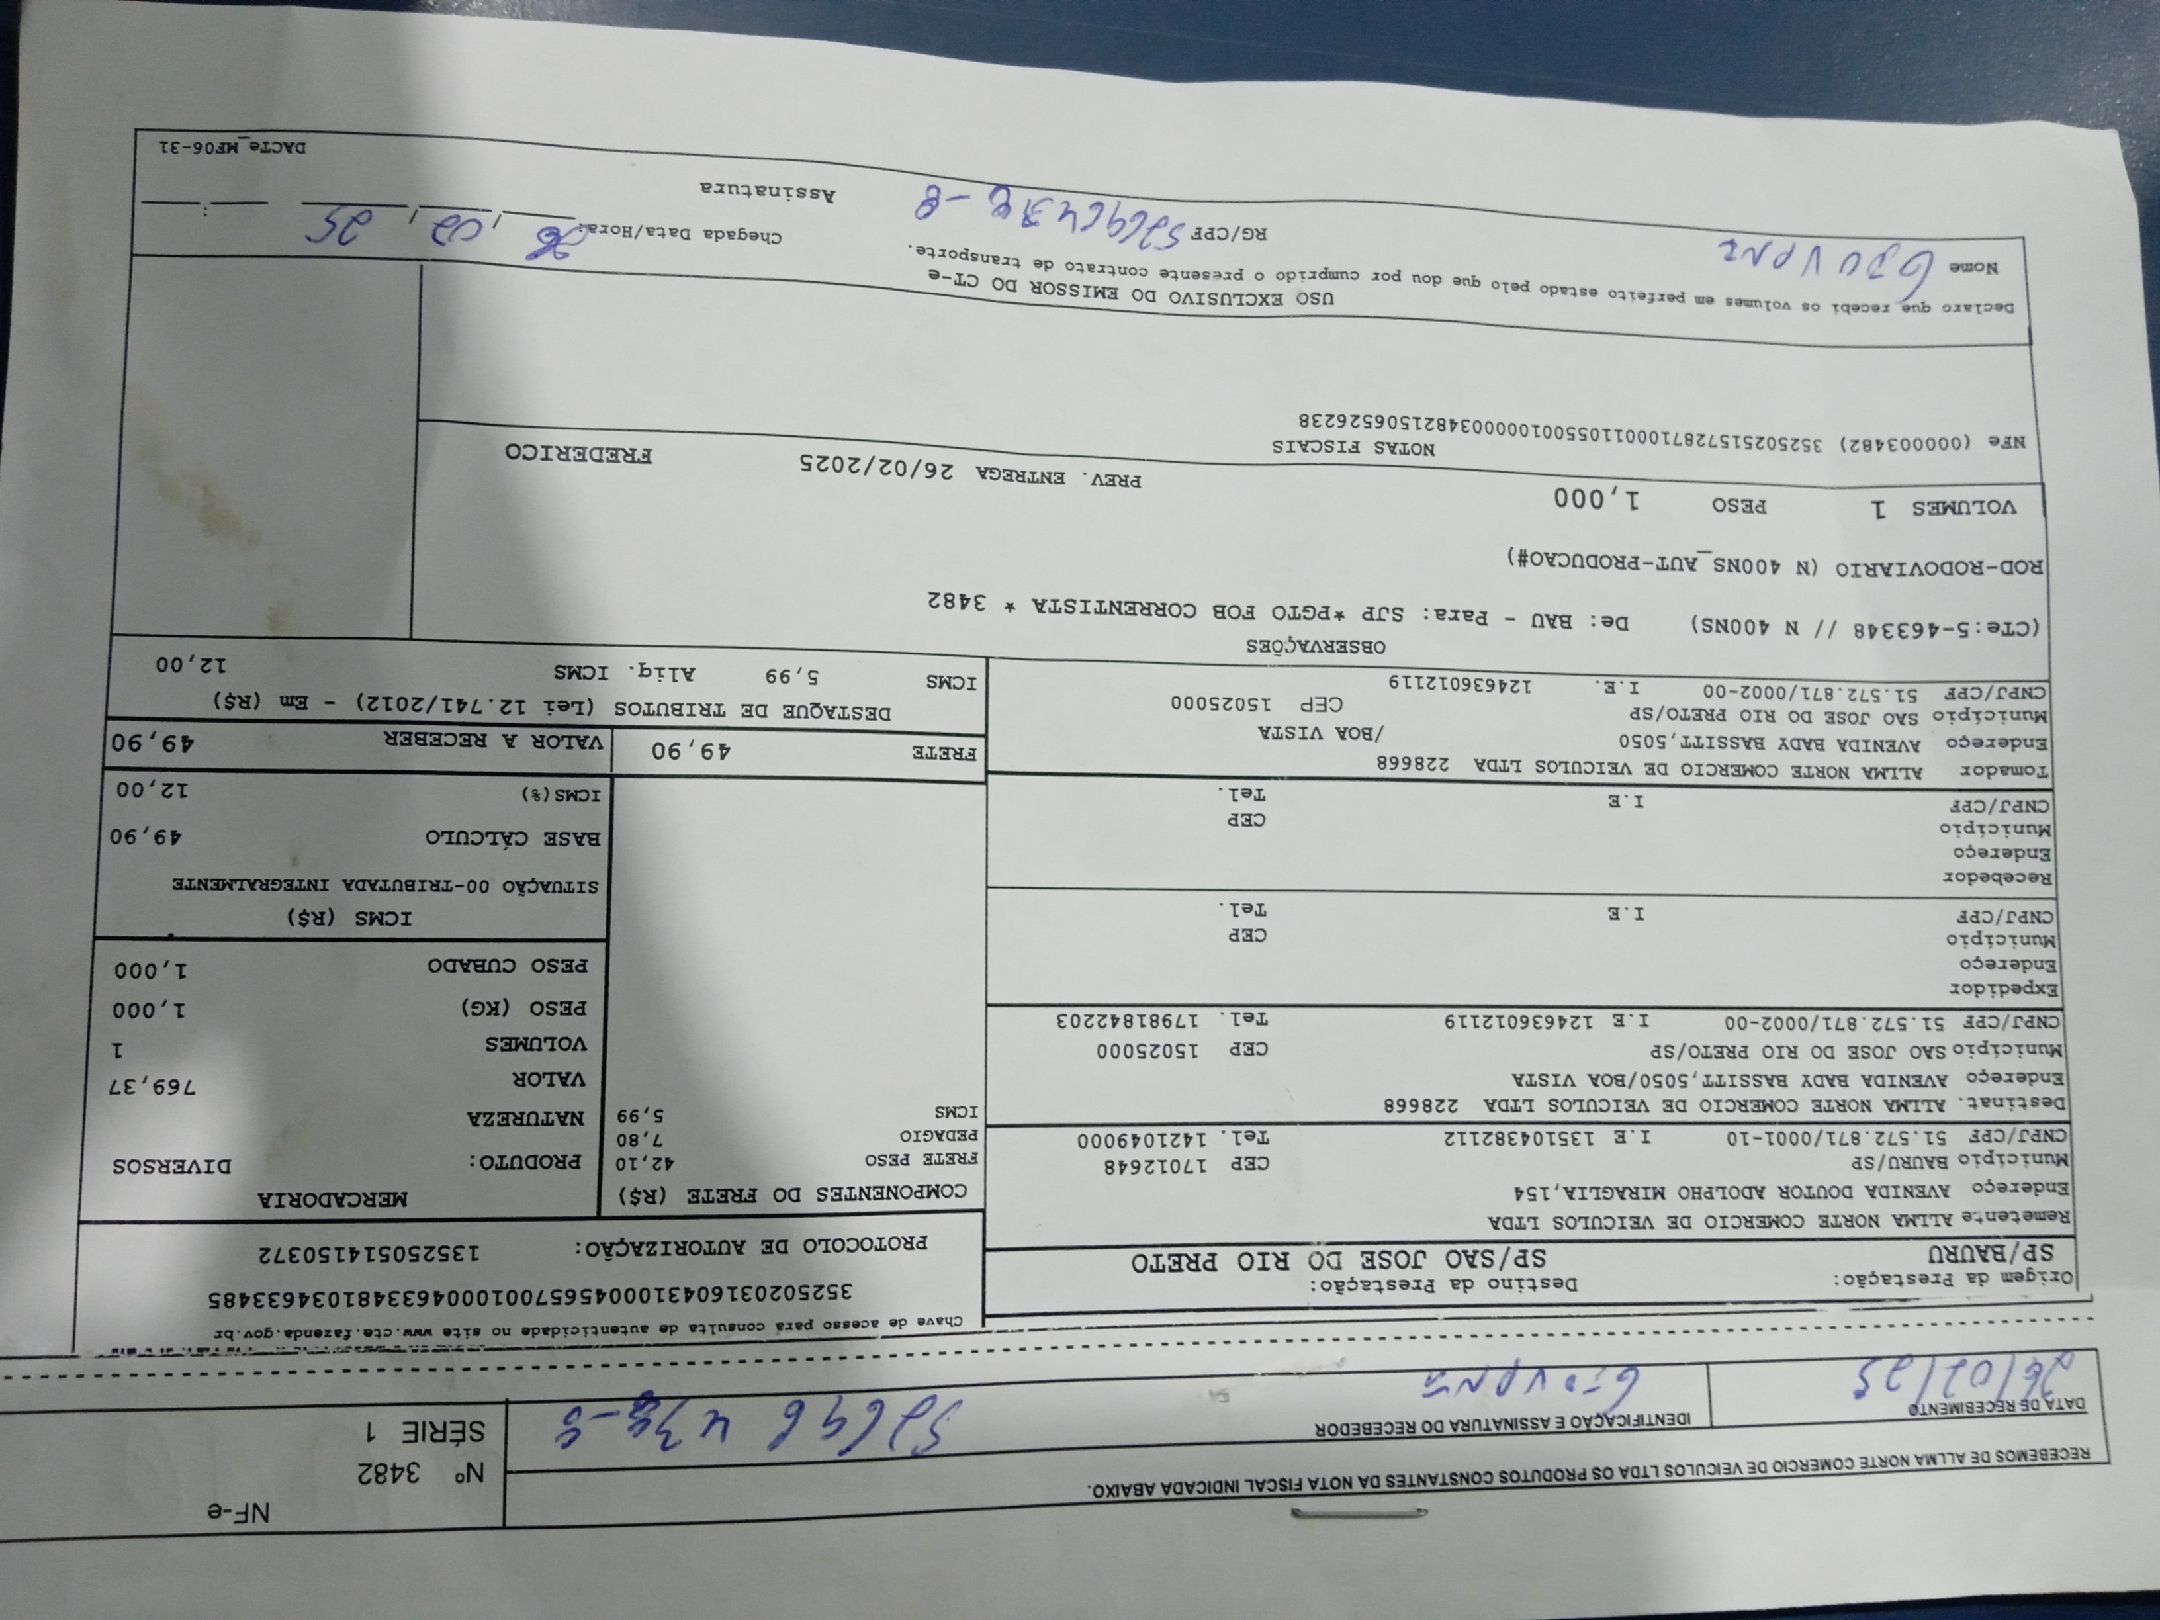 RECEBEMOS DE ALLMA NORTE COMERCIO DE VEICULOS LTDA OS PRODUTOS CONSTANTES DA NOTA FISCAL INDICADA ABAIXO.
NF-e
Nº 3482
SÉRIE 1
DATA DE RECEBIMENTO
IDENTIFICAÇÃO E ASSINATURA DO RECEBEDOR
26/02/25
Chave de acesso para consulta de autenticidade no site www.cte.fazenda.gov.br
35250203160431000456570010004633481034633485
PROTOCOLO DE AUTORIZAÇÃO: 135250514150372
Origem da Prestação: Destino da Prestação:
SP/BAURU SP/SAO JOSE DO RIO PRETO
Remetente ALLMA NORTE COMERCIO DE VEICULOS LTDA
Endereço AVENIDA DOUTOR ADOLPHO MIRAGLIA,154
Município BAURU/SP CEP 17012648
CNPJ/CPF 51.572.871/0001-10 I.E 13510438 2112 Tel. 1421049000
Destinat. ALLMA NORTE COMERCIO DE VEICULOS LTDA 228668
Endereço AVENIDA BADY BASSITT,5050/BOA VISTA
Município SAO JOSE DO RIO PRETO/SP CEP 15025000
CNPJ/CPF 51.572.871/0002-00 I.E 124636012119 Tel. 17981842203
Expedidor
Endereço
Município CEP
CNPJ/CPF I.E Tel.
Recebedor
Endereço
Município CEP
CNPJ/CPF I.E Tel.
Tomador ALLMA NORTE COMERCIO DE VEICULOS LTDA 228668
Endereço AVENIDA BADY BASSITT,5050 /BOA VISTA
Município SAO JOSE DO RIO PRETO/SP CEP 15025000
CNPJ/CPF 51.572.871/0002-00 I.E. 124636012119
COMPONENTES DO FRETE (R$)
FRETE PESO 42,10
PEDAGIO 7,80
ICMS 5,99
MERCADORIA
PRODUTO: DIVERSOS
NATUREZA
VALOR 769,37
VOLUMES 1
PESO (KG) 1,000
PESO CUBADO 1,000
ICMS (R$)
SITUAÇÃO 00-TRIBUTADA INTEGRALMENTE
BASE CÁLCULO 49,90
ICMS(%) 12,00
FRETE 49,90 VALOR A RECEBER 49,90
DESTAQUE DE TRIBUTOS (Lei 12.741/2012) - Em (R$)
ICMS 5,99 Aliq. ICMS 12,00
OBSERVAÇÕES
(CTe:5-463348 // N 400NS) De: BAU - Para: SJP *PGTO FOB CORRENTISTA * 3482
ROD-RODOVIARIO (N 400NS_AUT-PRODUCAO#)
VOLUMES 1 PESO 1,000 PREV. ENTREGA 26/02/2025 FREDERICO
NOTAS FISCAIS
NFe (000003482) 35250251572871000110550010000034821506526238
USO EXCLUSIVO DO EMISSOR DO CT-e
Declaro que recebi os volumes em perfeito estado pelo que dou por cumprido o presente contrato de transporte.
Nome RG/CPF Assinatura
Chegada Data/Hora: 26/02/25
DACTe_MF06-31